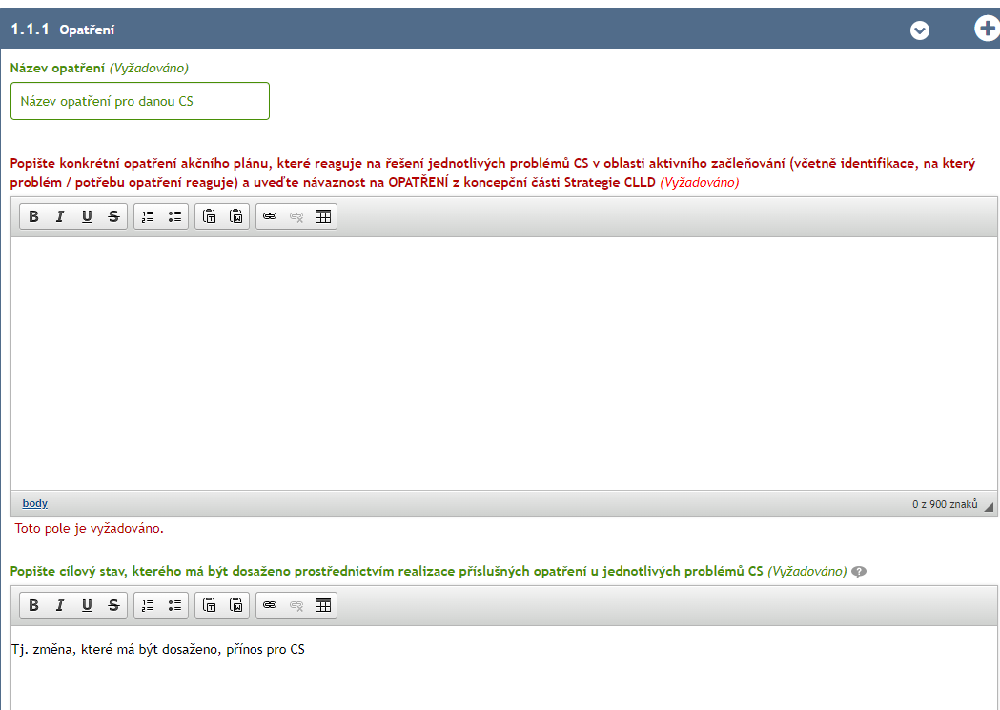 1.1.1 Opatření
Název opatření (Vyžadováno)
Název opatření pro danou CS
Popište konkrétní opatření akčního plánu, které reaguje na řešení jednotlivých problémů CS v oblasti aktivního začleňování (včetně identifikace, na který
problém / potřebu opatření reaguje) a uveďte návaznost na OPATŘENÍ z koncepční části Strategie CLLD (Vyžadováno)
B I U S
body
0 z 900 znaků
Toto pole je vyžadováno.
Popište cílový stav, kterého má být dosaženo prostřednictvím realizace příslušných opatření u jednotlivých problémů CS (Vyžadováno) ?
B I U S
Tj. změna, které má být dosaženo, přínos pro CS